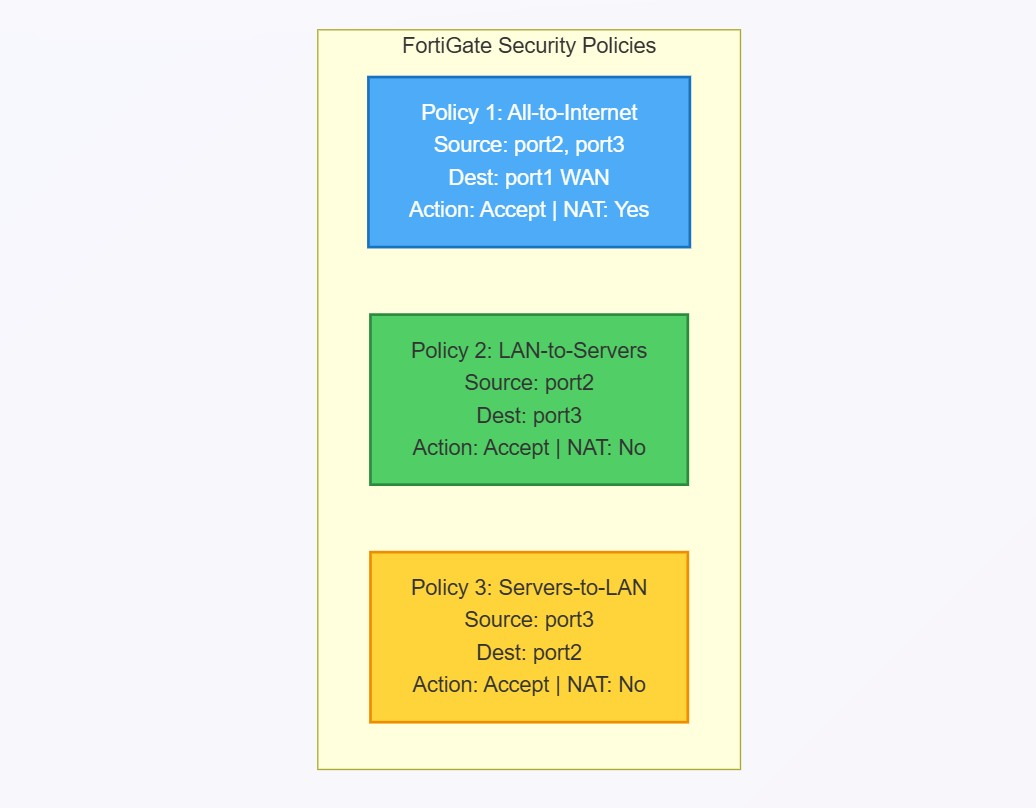 FortiGate Security Policies
Policy 1: All-to-Internet
Source: port2, port3
Dest: port1 WAN
Action: Accept | NAT: Yes
Policy 2: LAN-to-Servers
Source: port2
Dest: port3
Action: Accept | NAT: No
Policy 3: Servers-to-LAN
Source: port3
Dest: port2
Action: Accept | NAT: No